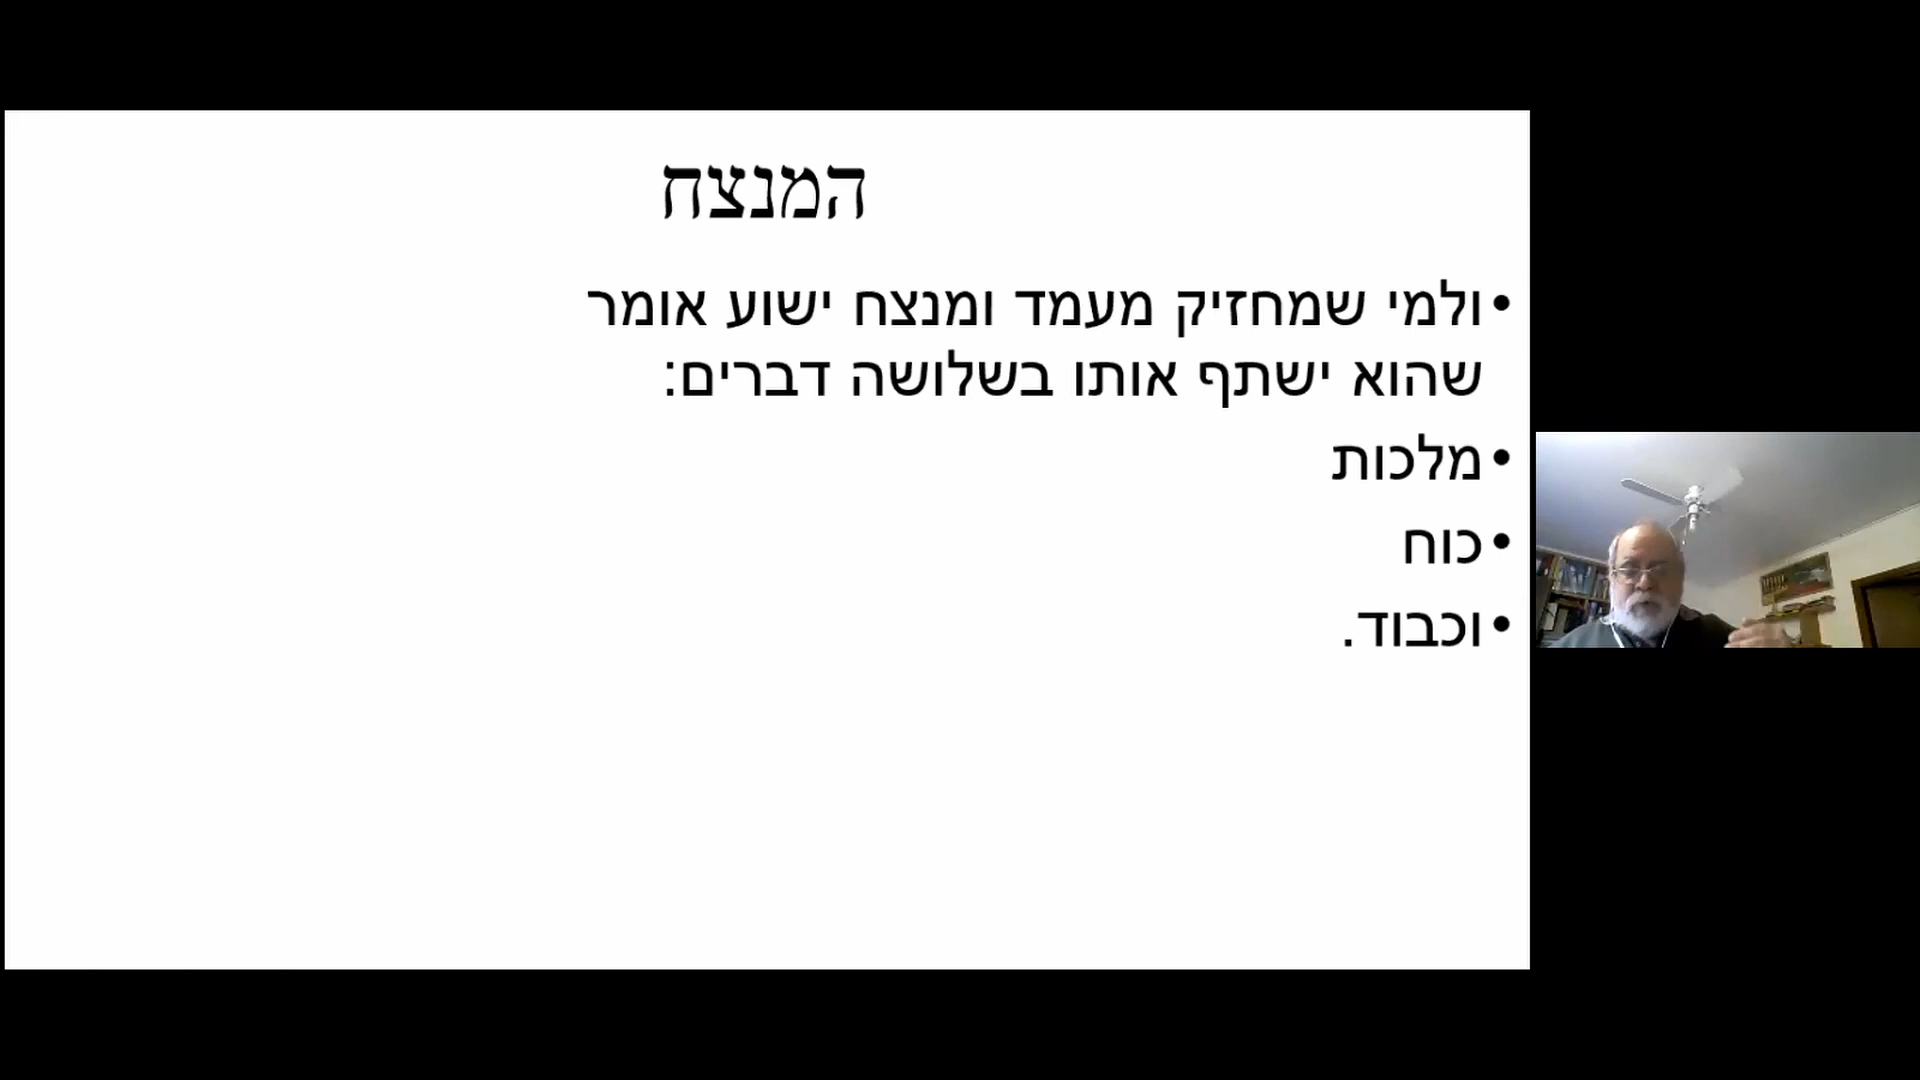 המנצח
•ולמי שמחזיק מעמד ומנצח ישוע אומר
שהוא ישתף אותו בשלושה דברים:
•מלכות
•כוח
•וכבוד.